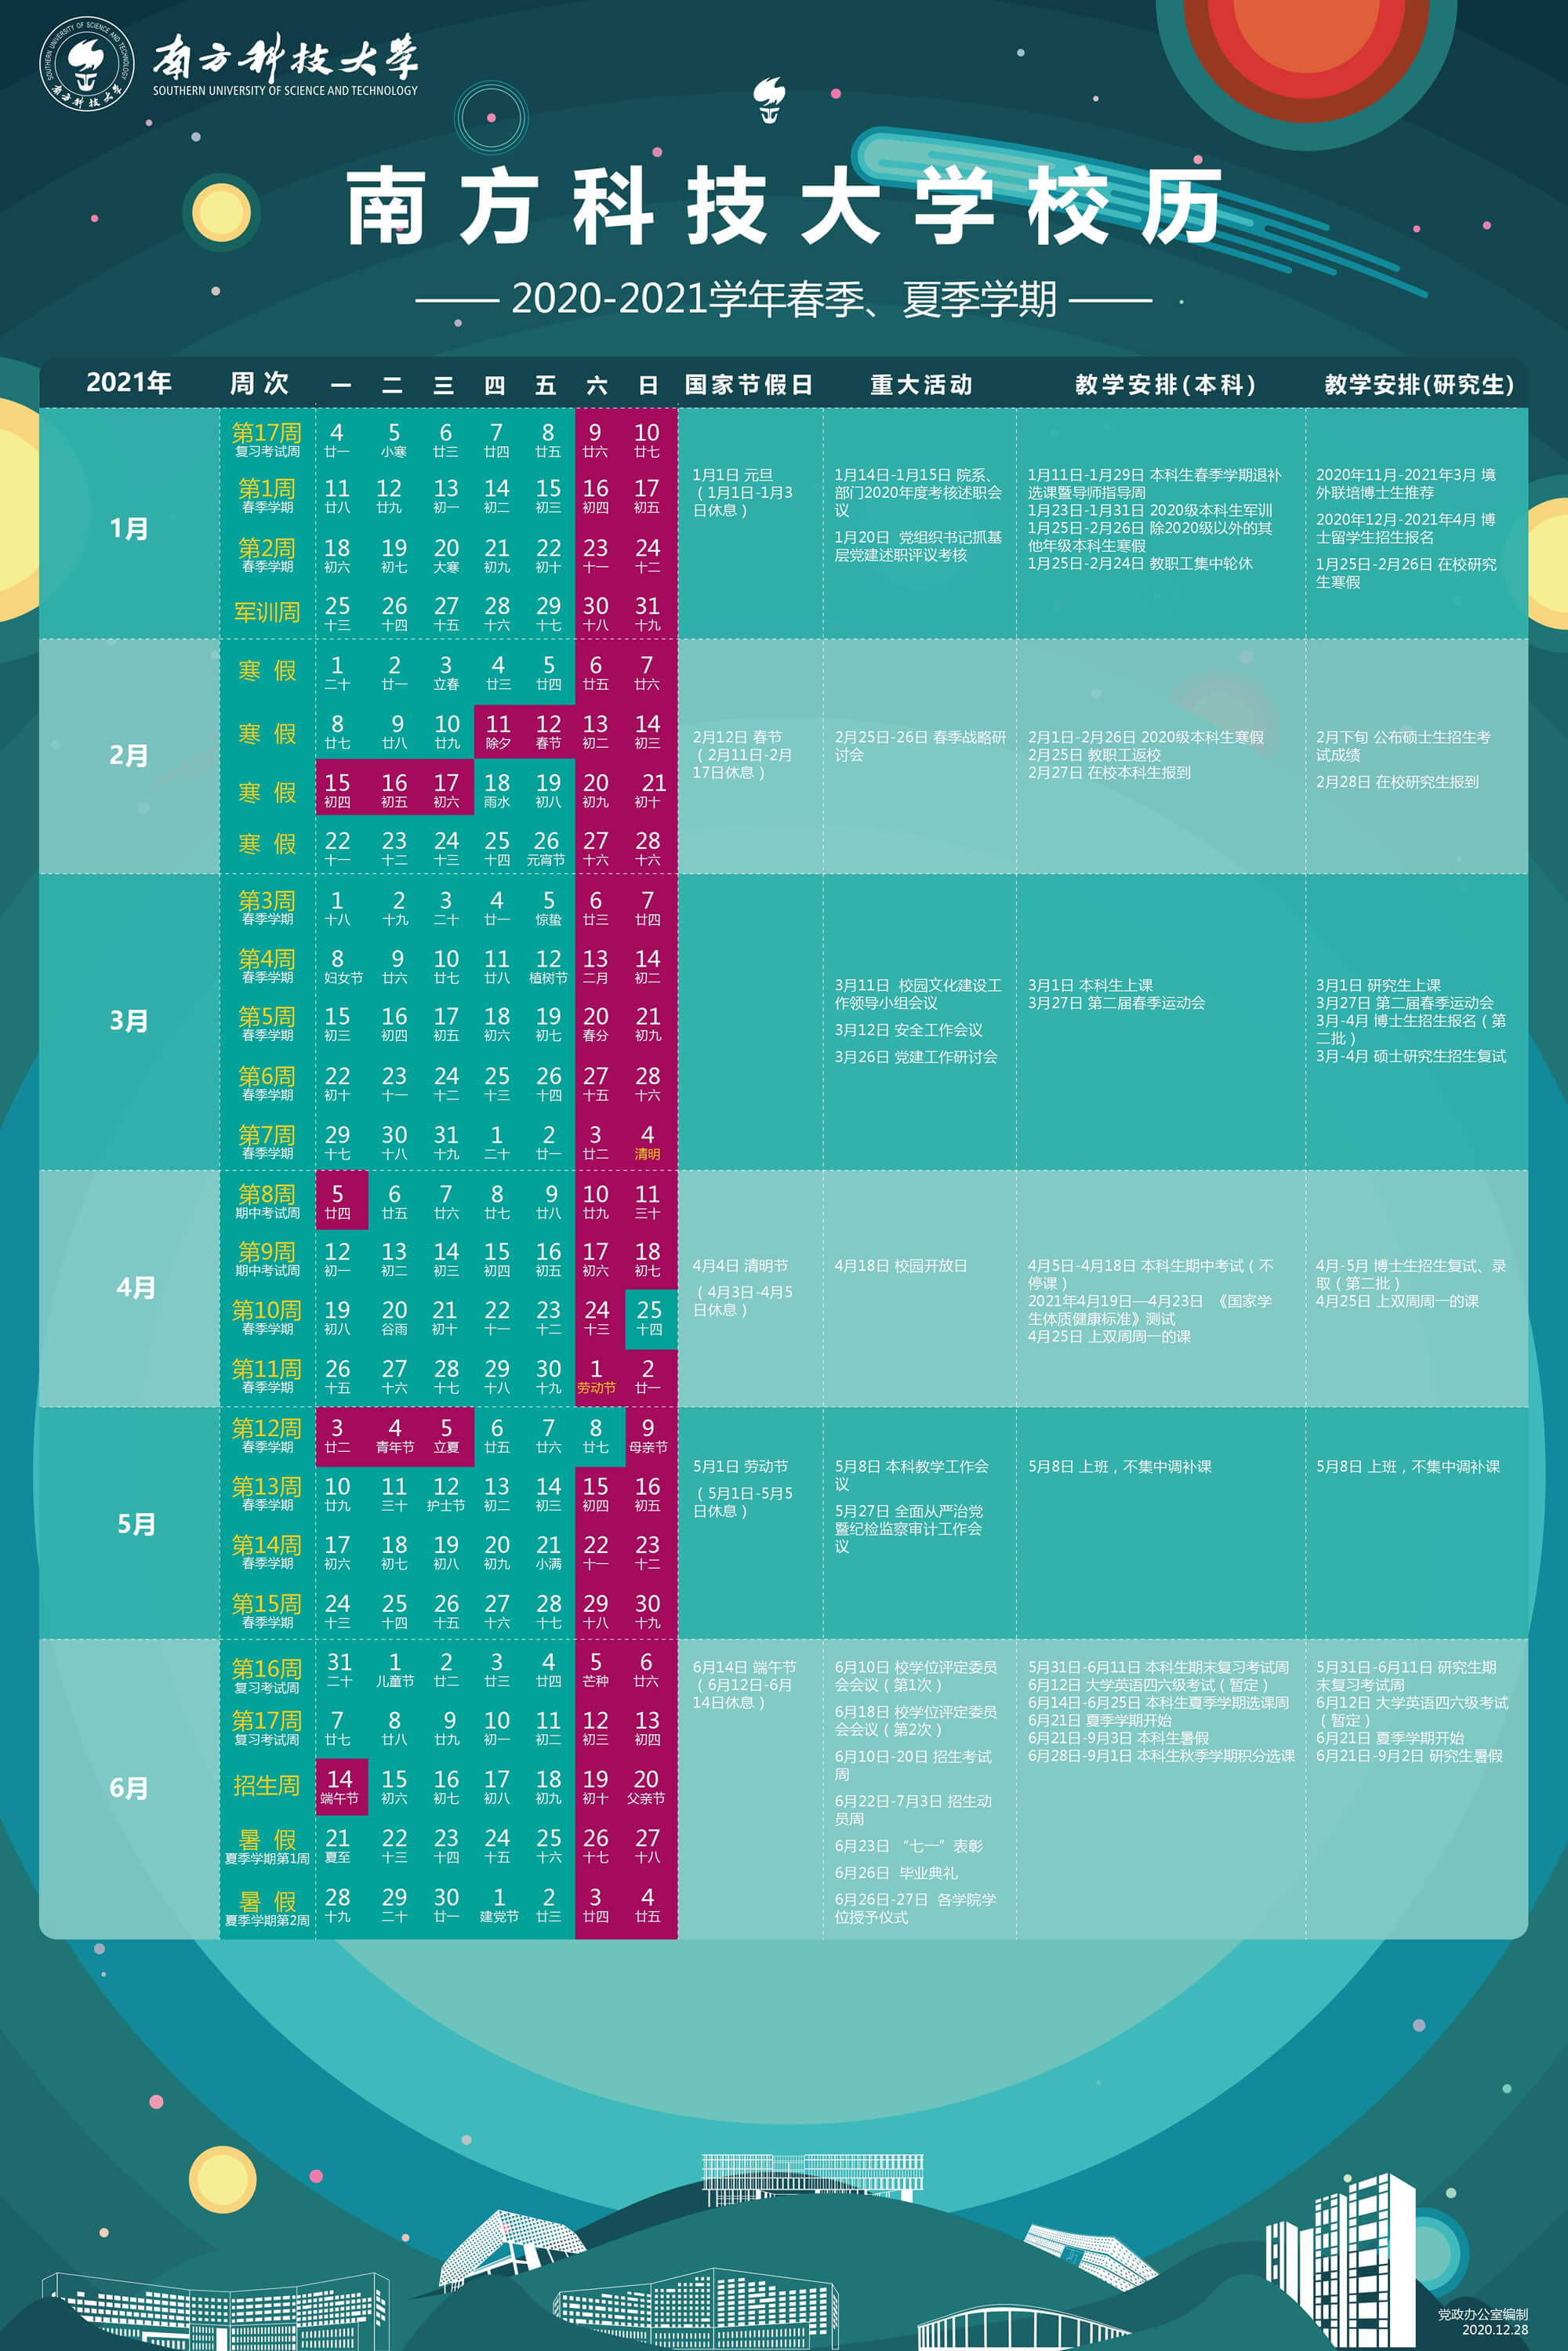 南方科技大学
SOUTHERN UNIVERSITY OF SCIENCE AND TECHNOLOGY
SOUTHERN UNIVERSITY OF SCIENCE AND TECHNOLOGY
南方科技大学
南方科技大学校历
2020-2021学年春季、夏季学期
2021年 周次 一 二 三 四 五 六 日 国家节假日 重大活动 教学安排(本科) 教学安排(研究生)
1月
第17周 4 5 6 7 8 9 10
复习考试周 廿一 小寒 廿三 廿四 廿五 廿六 廿七
第1周 11 12 13 14 15 16 17
春季学期 廿八 廿九 初一 初二 初三 初四 初五
第2周 18 19 20 21 22 23 24
春季学期 初六 初七 大寒 初九 初十 十一 十二
军训周 25 26 27 28 29 30 31
十三 十四 十五 十六 十七 十八 十九
1月1日 元旦
（1月1日-1月3
日休息）
1月14日-1月15日 院系、
部门2020年度考核述职会
议
1月20日 党组织书记抓基
层党建述职评议考核
1月11日-1月29日 本科生春季学期退补
选课暨导师指导周
1月23日-1月31日 2020级本科生军训
1月25日-2月26日 除2020级以外的其
他年级本科生寒假
1月25日-2月24日 教职工集中轮休
2020年11月-2021年3月 境
外联培博士生推荐
2020年12月-2021年4月 博
士留学生招生报名
1月25日-2月26日 在校研究
生寒假
2月
寒 假 1 2 3 4 5 6 7
二十 廿一 立春 廿三 廿四 廿五 廿六
寒 假 8 9 10 11 12 13 14
廿七 廿八 廿九 除夕 春节 初二 初三
寒 假 15 16 17 18 19 20 21
初四 初五 初六 雨水 初八 初九 初十
寒 假 22 23 24 25 26 27 28
十一 十二 十三 十四 元宵节 十六 十六
2月12日 春节
（2月11日-2月
17日休息）
2月25日-26日 春季战略研
讨会
2月1日-2月26日 2020级本科生寒假
2月25日 教职工返校
2月27日 在校本科生报到
2月下旬 公布硕士生招生考
试成绩
2月28日 在校研究生报到
3月
第3周 1 2 3 4 5 6 7
春季学期 十八 十九 二十 廿一 惊蛰 廿三 廿四
第4周 8 9 10 11 12 13 14
春季学期 妇女节 廿六 廿七 廿八 植树节 二月 初二
第5周 15 16 17 18 19 20 21
春季学期 初三 初四 初五 初六 初七 春分 初九
第6周 22 23 24 25 26 27 28
春季学期 初十 十一 十二 十三 十四 十五 十六
第7周 29 30 31 1 2 3 4
春季学期 十七 十八 十九 二十 廿一 廿二 清明
3月11日 校园文化建设工
作领导小组会议
3月12日 安全工作会议
3月26日 党建工作研讨会
3月1日 本科生上课
3月27日 第二届春季运动会
3月1日 研究生上课
3月27日 第二届春季运动会
3月-4月 博士生招生报名（第
二批）
3月-4月 硕士研究生招生复试
4月
第8周 5 6 7 8 9 10 11
期中考试周 廿四 廿五 廿六 廿七 廿八 廿九 三十
第9周 12 13 14 15 16 17 18
期中考试周 初一 初二 初三 初四 初五 初六 初七
第10周 19 20 21 22 23 24 25
春季学期 初八 谷雨 初十 十一 十二 十三 十四
第11周 26 27 28 29 30 1 2
春季学期 十五 十六 十七 十八 十九 劳动节 廿一
4月4日 清明节
（4月3日-4月5
日休息）
4月18日 校园开放日
4月5日-4月18日 本科生期中考试（不
停课）
2021年4月19日—4月23日 《国家学
生体质健康标准》测试
4月25日 上双周周一的课
4月-5月 博士生招生复试、录
取（第二批）
4月25日 上双周周一的课
5月
第12周 3 4 5 6 7 8 9
春季学期 廿二 青年节 立夏 廿五 廿六 廿七 母亲节
第13周 10 11 12 13 14 15 16
春季学期 廿九 三十 护士节 初二 初三 初四 初五
第14周 17 18 19 20 21 22 23
春季学期 初六 初七 初八 初九 小满 十一 十二
第15周 24 25 26 27 28 29 30
春季学期 十三 十四 十五 十六 十七 十八 十九
5月1日 劳动节
（5月1日-5月5
日休息）
5月8日 本科教学工作会
议
5月27日 全面从严治党
暨纪检监察审计工作会
议
5月8日 上班，不集中调补课
5月8日 上班，不集中调补课
6月
第16周 31 1 2 3 4 5 6
复习考试周 二十 儿童节 廿二 廿三 廿四 芒种 廿六
第17周 7 8 9 10 11 12 13
复习考试周 廿七 廿八 廿九 初一 初二 初三 初四
招生周 14 15 16 17 18 19 20
端午节 初六 初七 初八 初九 初十 父亲节
暑 假 21 22 23 24 25 26 27
夏季学期第1周 夏至 十三 十四 十五 十六 十七 十八
暑 假 28 29 30 1 2 3 4
夏季学期第2周 十九 二十 廿一 建党节 廿三 廿四 廿五
6月14日 端午节
（6月12日-6月
14日休息）
6月10日 校学位评定委员
会会议（第1次）
6月18日 校学位评定委员
会会议（第2次）
6月10日-20日 招生考试
周
6月22日-7月3日 招生动
员周
6月23日 “七一”表彰
6月26日 毕业典礼
6月26日-27日 各学院学
位授予仪式
5月31日-6月11日 本科生期末复习考试周
6月12日 大学英语四六级考试（暂定）
6月14日-6月25日 本科生夏季学期选课周
6月21日 夏季学期开始
6月21日-9月3日 本科生暑假
6月28日-9月1日 本科生秋季学期积分选课
5月31日-6月11日 研究生期
末复习考试周
6月12日 大学英语四六级考试
（暂定）
6月21日 夏季学期开始
6月21日-9月2日 研究生暑假
党政办公室编制
2020.12.28